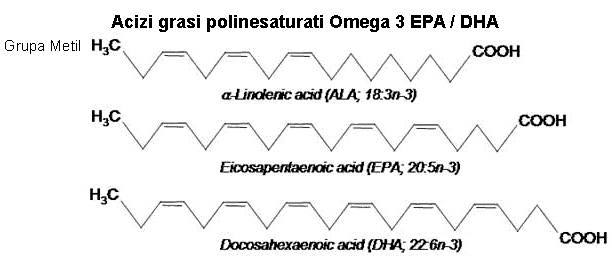 Acizi grasi polinesaturati Omega 3 EPA / DHA
Grupa Metil H₃C COOH
α-Linolenic acid (ALA; 18:3n-3)
H₃C COOH
Eicosapentaenoic acid (EPA; 20:5n-3)
H₃C
COOH
Docosahexaenoic acid (DHA; 22:6n-3)